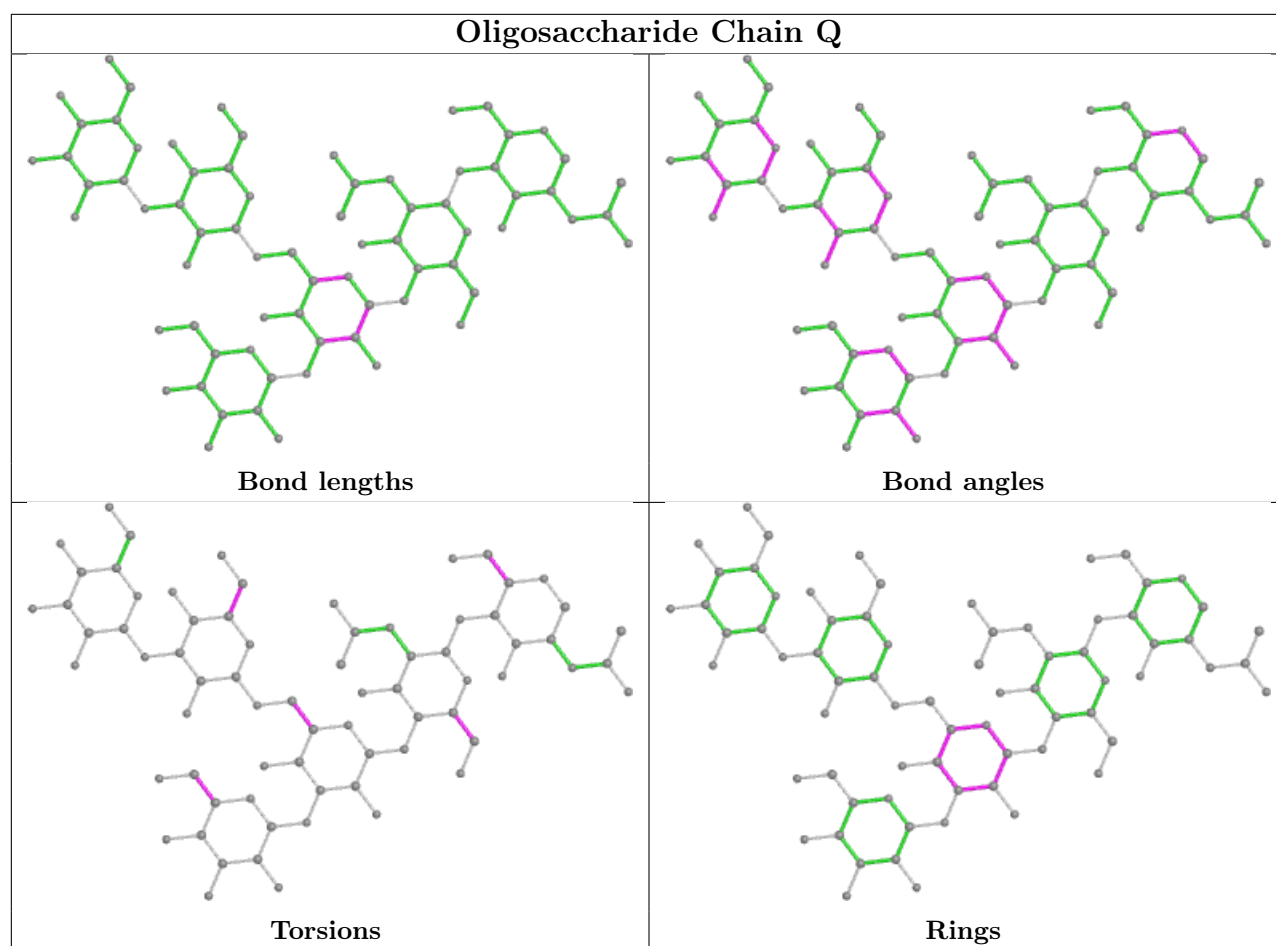 Oligosaccharide Chain Q
Bond lengths
Bond angles
Torsions
Rings